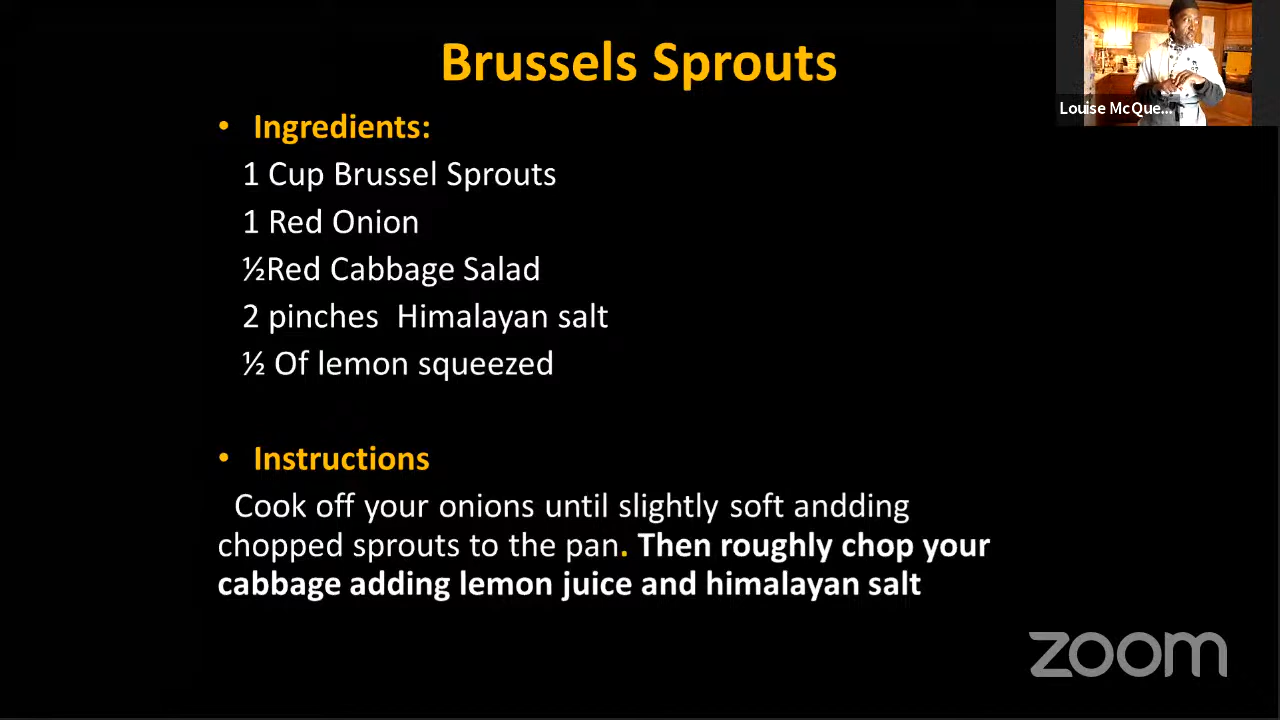 Brussels Sprouts
Louise McQue...
• Ingredients:
1 Cup Brussel Sprouts
1 Red Onion
½Red Cabbage Salad
2 pinches  Himalayan salt
½ Of lemon squeezed
• Instructions
Cook off your onions until slightly soft andding
chopped sprouts to the pan. Then roughly chop your
cabbage adding lemon juice and himalayan salt
zoom